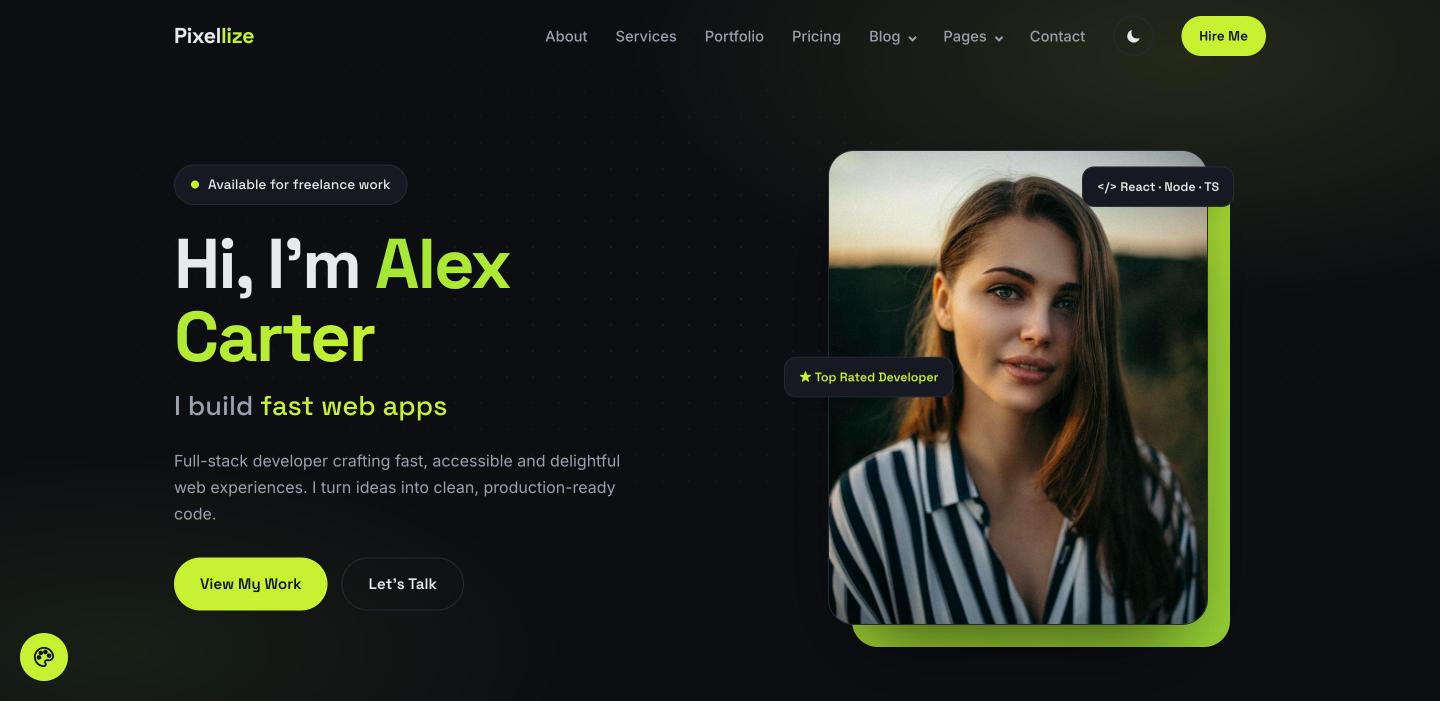 Pixellize
About
Services
Portfolio
Pricing
Blog
Pages
Contact
Hire Me
Available for freelance work
Hi, I’m Alex
Carter
I build fast web apps
Full-stack developer crafting fast, accessible and delightful
web experiences. I turn ideas into clean, production-ready
code.
View My Work
Let’s Talk
</> React · Node · TS
Top Rated Developer